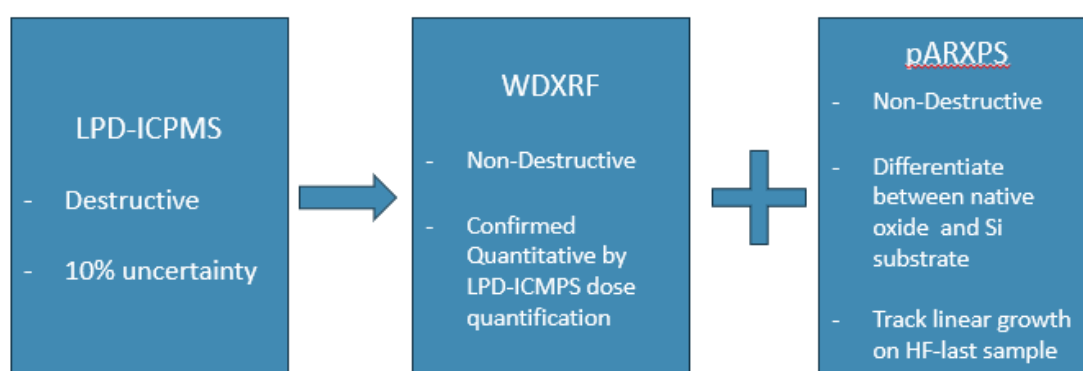 LPD-ICPMS
- Destructive
- 10% uncertainty
WDXRF
- Non-Destructive
- Confirmed
Quantitative by
LPD-ICMPS dose
quantification
pARXPS
- Non-Destructive
- Differentiate
between native
oxide and Si
substrate
- Track linear growth
on HF-last sample